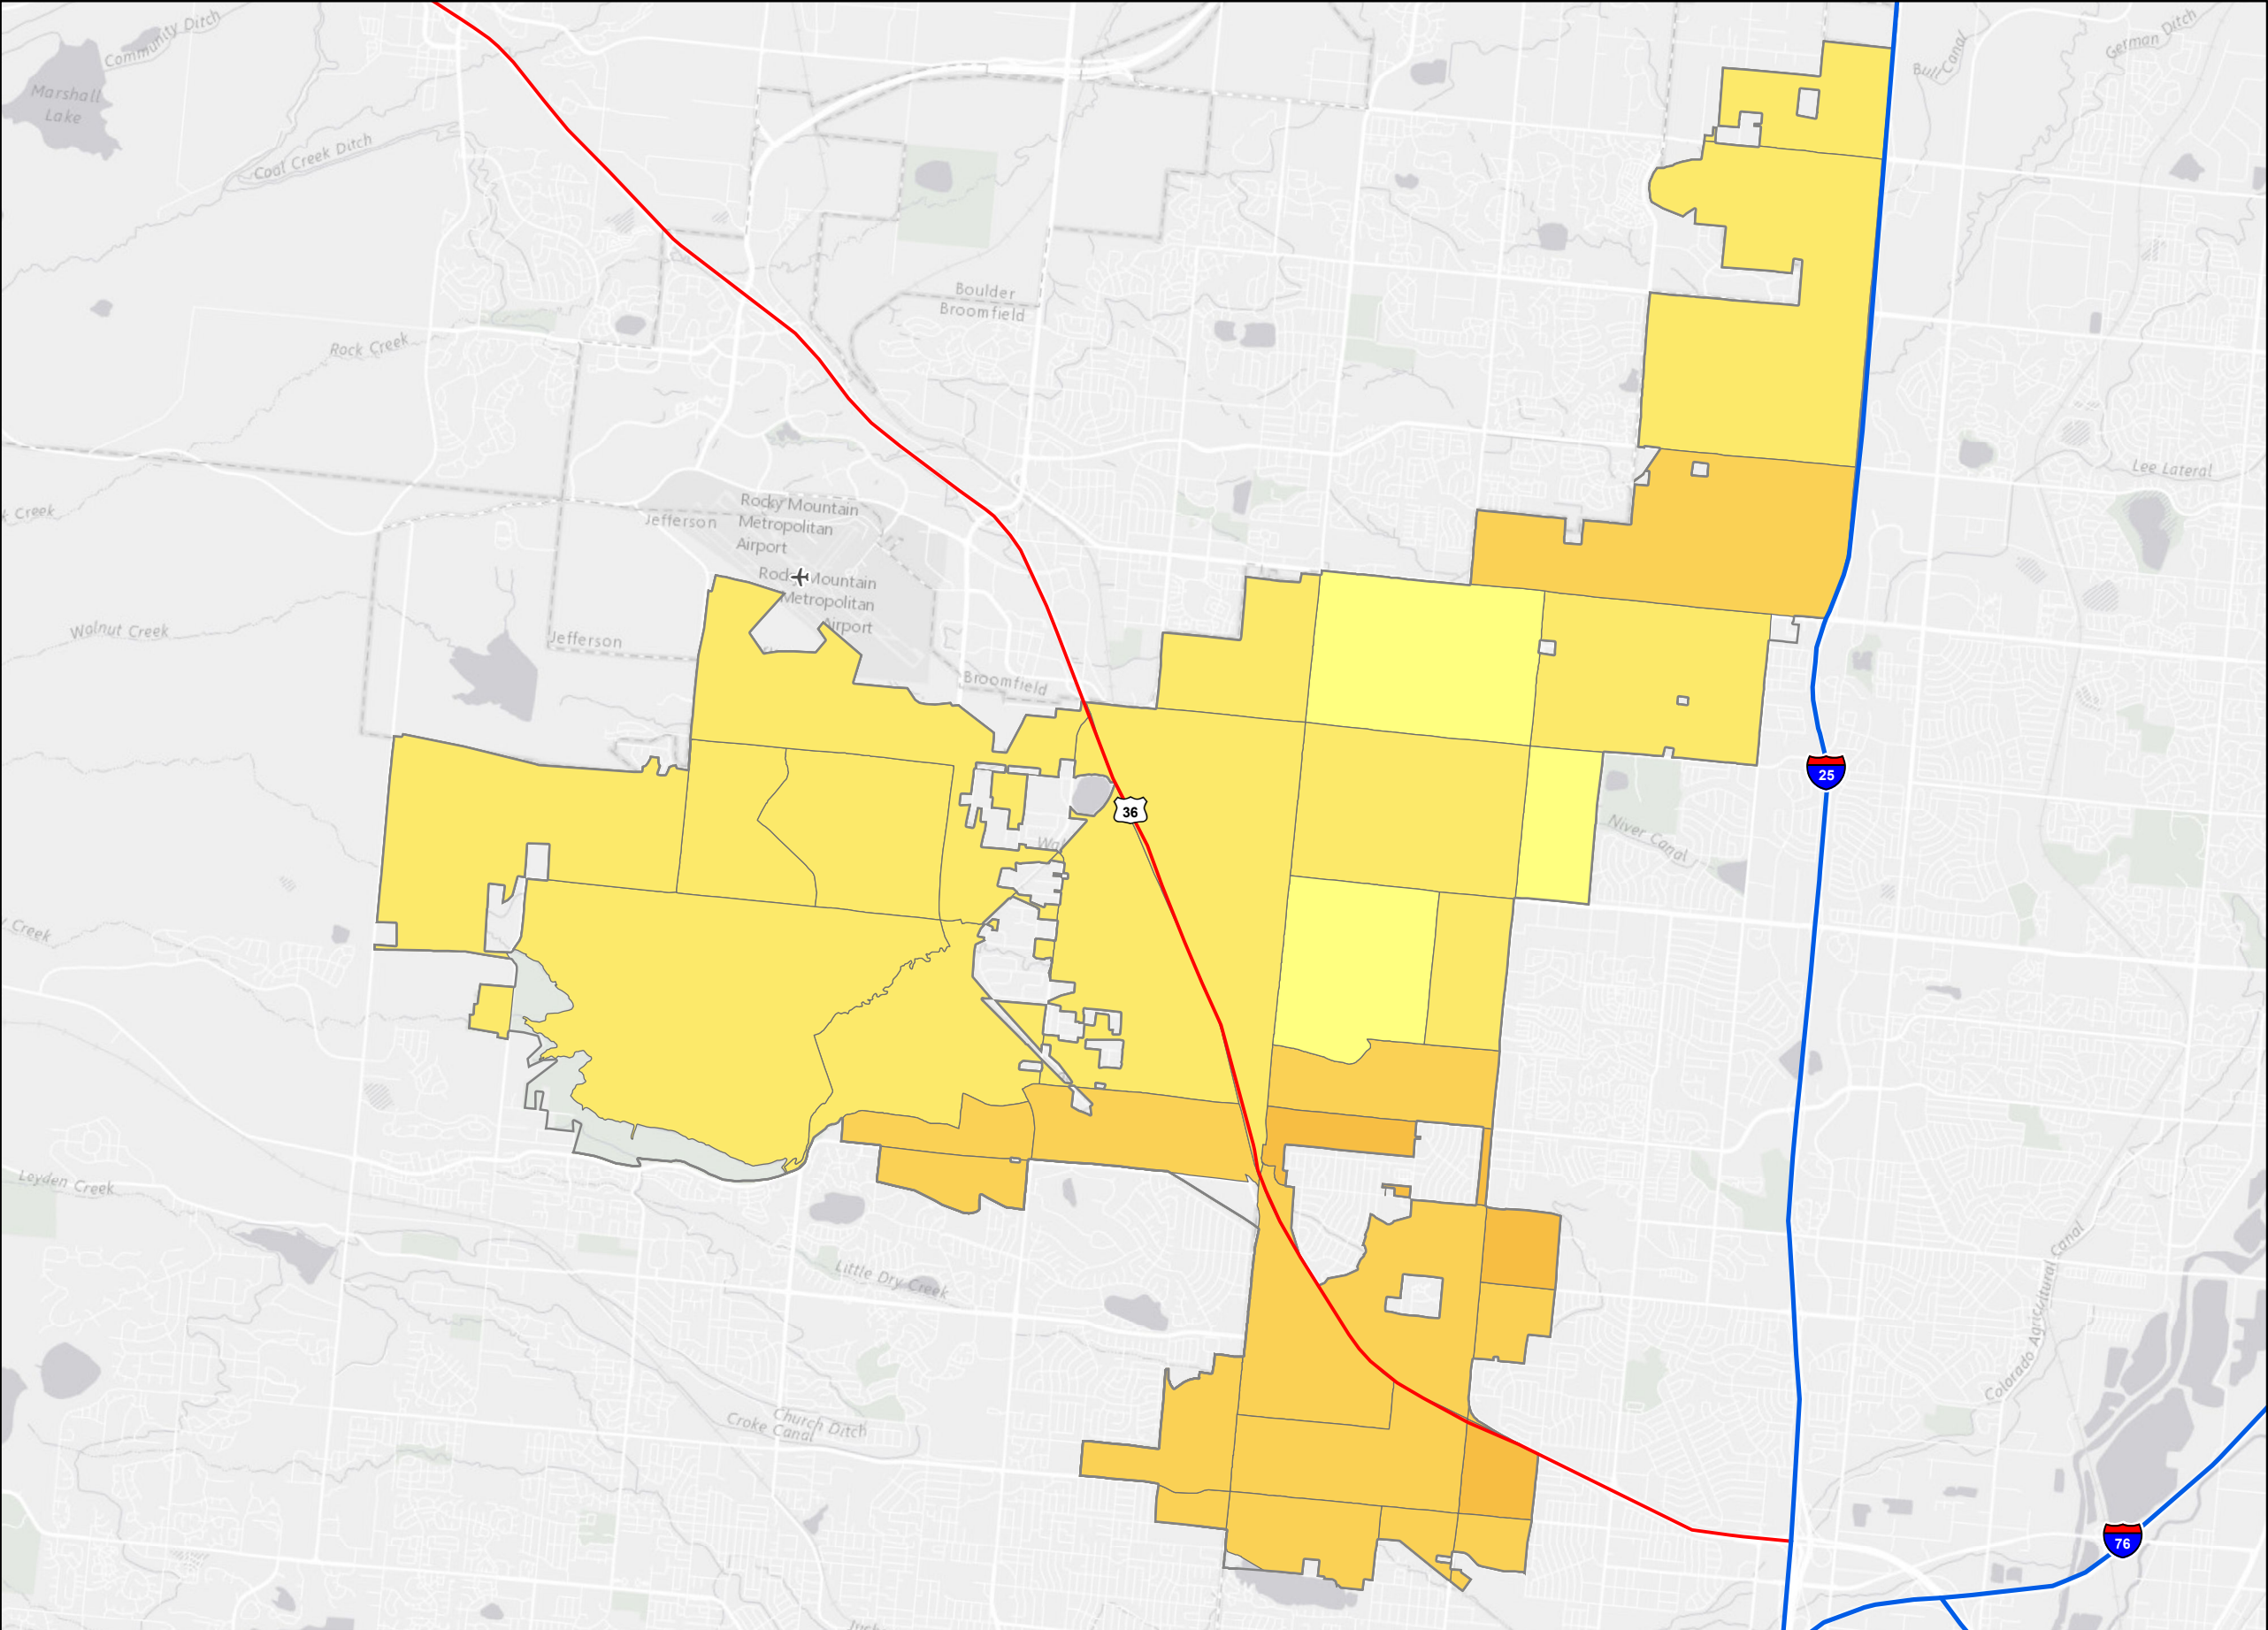 Community Ditch
German Ditch
Bull Canal
Marshall
Lake
Coal Creek Ditch
Boulder
Broomfield
Rock Creek
Lee Lateral
Rocky Mountain
Metropolitan
Airport
Jefferson
Creek
Mountain
Metropolitan
Airport
Walnut Creek
Jefferson
Broomfield
25
36
Niver Canal
Creek
Leyden Creek
Little Dry Creek
Colorado Agricultural Canal
Church Ditch
Croke Canal
76